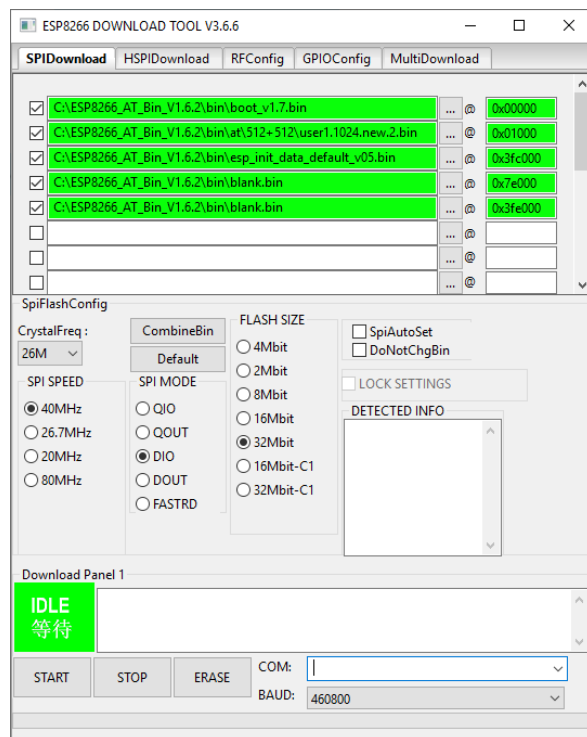 ESP8266 DOWNLOAD TOOL V3.6.6
SPIDownload HSPIDownload RFConfig GPIOConfig MultiDownload
C:\ESP8266_AT_Bin_V1.6.2\bin\boot_v1.7.bin ... @ 0x00000
C:\ESP8266_AT_Bin_V1.6.2\bin\at\512+512\user1.1024.new.2.bin ... @ 0x01000
C:\ESP8266_AT_Bin_V1.6.2\bin\esp_init_data_default_v05.bin ... @ 0x3fc000
C:\ESP8266_AT_Bin_V1.6.2\bin\blank.bin ... @ 0x7e000
C:\ESP8266_AT_Bin_V1.6.2\bin\blank.bin ... @ 0x3fe000
... @
... @
... @
SpiFlashConfig
CrystalFreq :
26M
CombineBin
Default
SPI SPEED
40MHz
26.7MHz
20MHz
80MHz
SPI MODE
QIO
QOUT
DIO
DOUT
FASTRD
FLASH SIZE
4Mbit
2Mbit
8Mbit
16Mbit
32Mbit
16Mbit-C1
32Mbit-C1
SpiAutoSet
DoNotChgBin
LOCK SETTINGS
DETECTED INFO
Download Panel 1
IDLE
等待
START STOP ERASE
COM:
BAUD: 460800